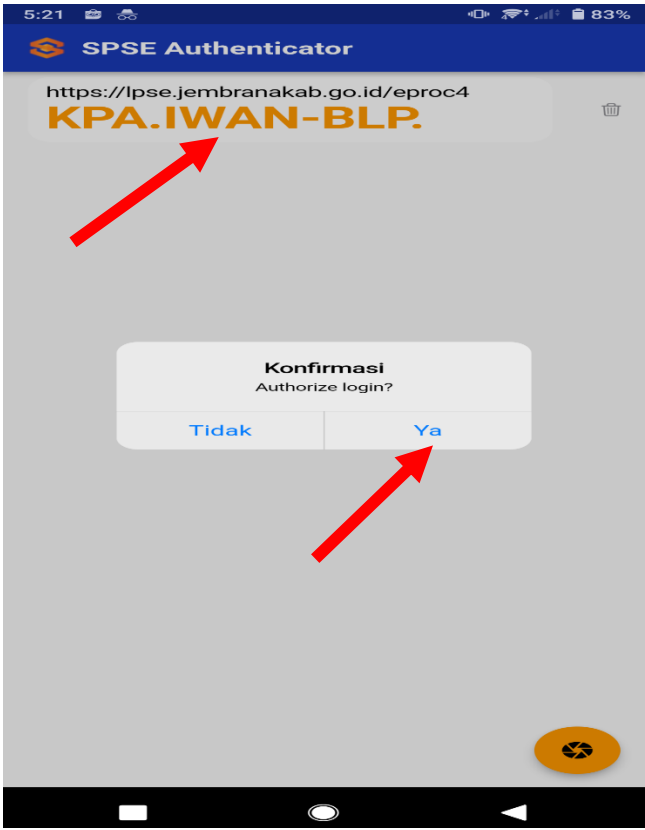 5:21
83%
SPSE Authenticator
https://lpse.jembranakab.go.id/eproc4
KPA.IWAN-BLP.
Konfirmasi
Authorize login?
Tidak
Ya